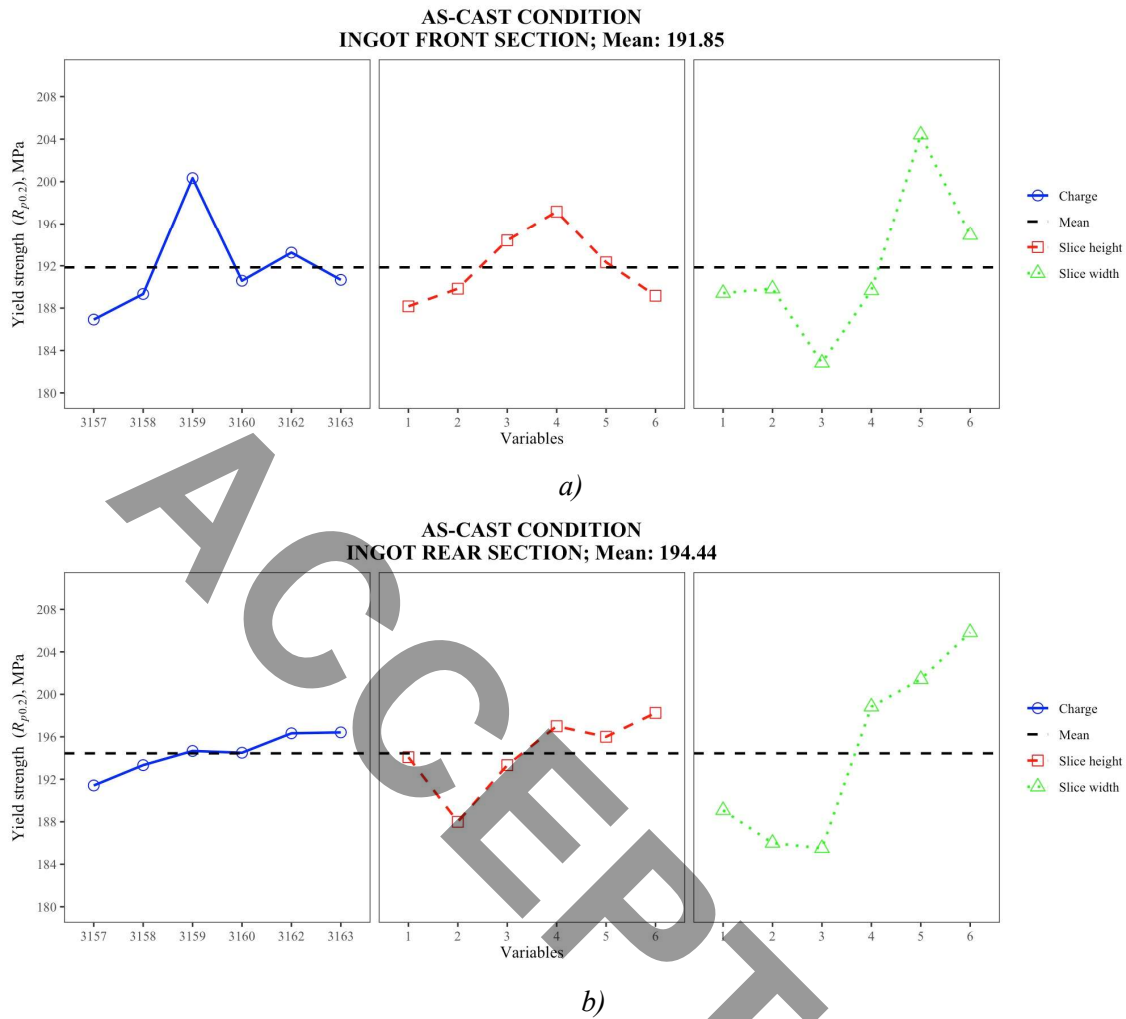 AS-CAST CONDITION
INGOT FRONT SECTION; Mean: 191.85
Yield strength (Rp0.2), MPa
208
204
200
196
192
188
184
180
3157 3158 3159 3160 3162 3163
1 2 3 4 5 6
1 2 3 4 5 6
Variables
Charge
Mean
Slice height
Slice width
a)
AS-CAST CONDITION
INGOT REAR SECTION; Mean: 194.44
Yield strength (Rp0.2), MPa
208
204
200
196
192
188
184
180
3157 3158 3159 3160 3162 3163
1 2 3 4 5 6
1 2 3 4 5 6
Variables
Charge
Mean
Slice height
Slice width
b)
ACCEPT